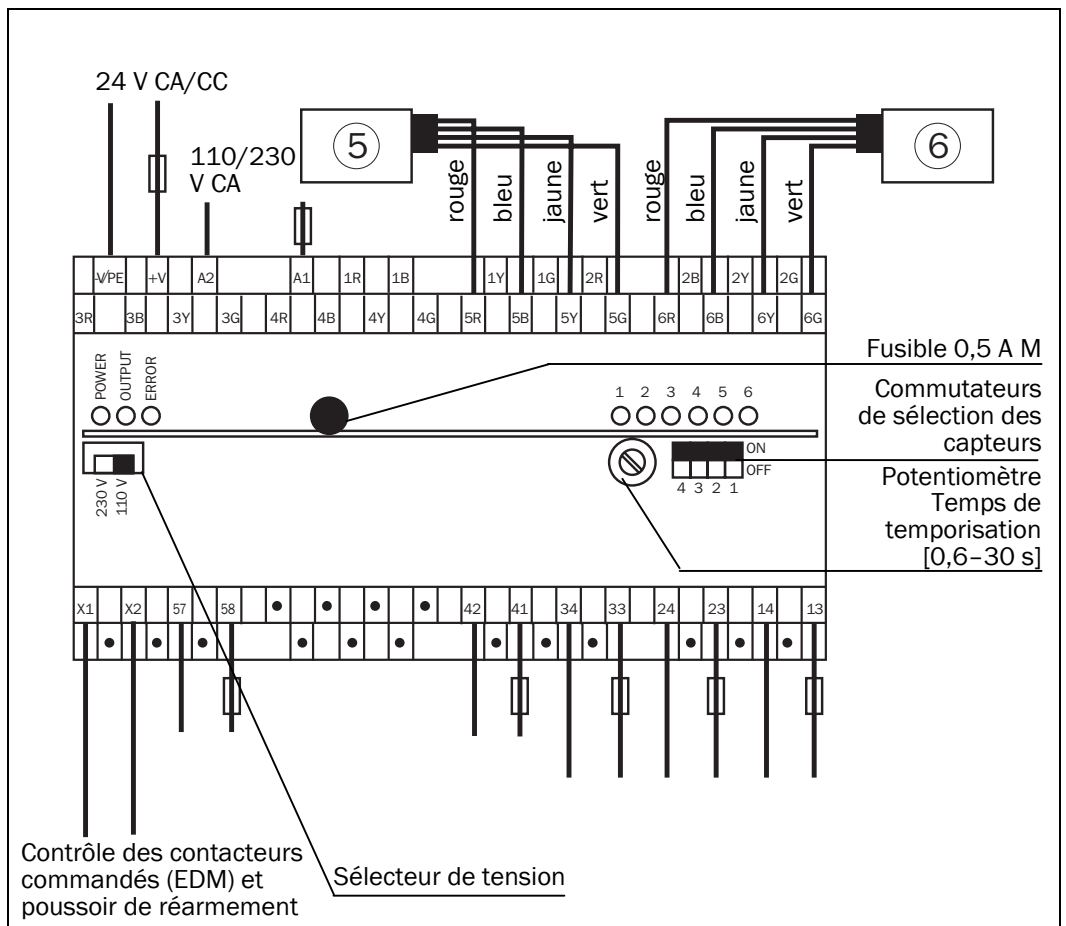 24 V CA/CC
110/230
V CA
5
6
rouge
bleu
jaune
vert
rouge
bleu
jaune
vert
-V/PE +V A2 A1 1R 1B 1Y 1G 2R 2B 2Y 2G
3R 3B 3Y 3G 4R 4B 4Y 4G 5R 5B 5Y 5G 6R 6B 6Y 6G
POWER
OUTPUT
ERROR
1 2 3 4 5 6
Fusible 0,5 A M
Commutateurs
de sélection des
capteurs
ON
OFF
4 3 2 1
230 V
110 V
Potentiomètre
Temps de
temporisation
[0,6–30 s]
X1 X2 57 58 42 41 34 33 24 23 14 13
Contrôle des contacteurs
commandés (EDM) et
poussoir de réarmement
Sélecteur de tension